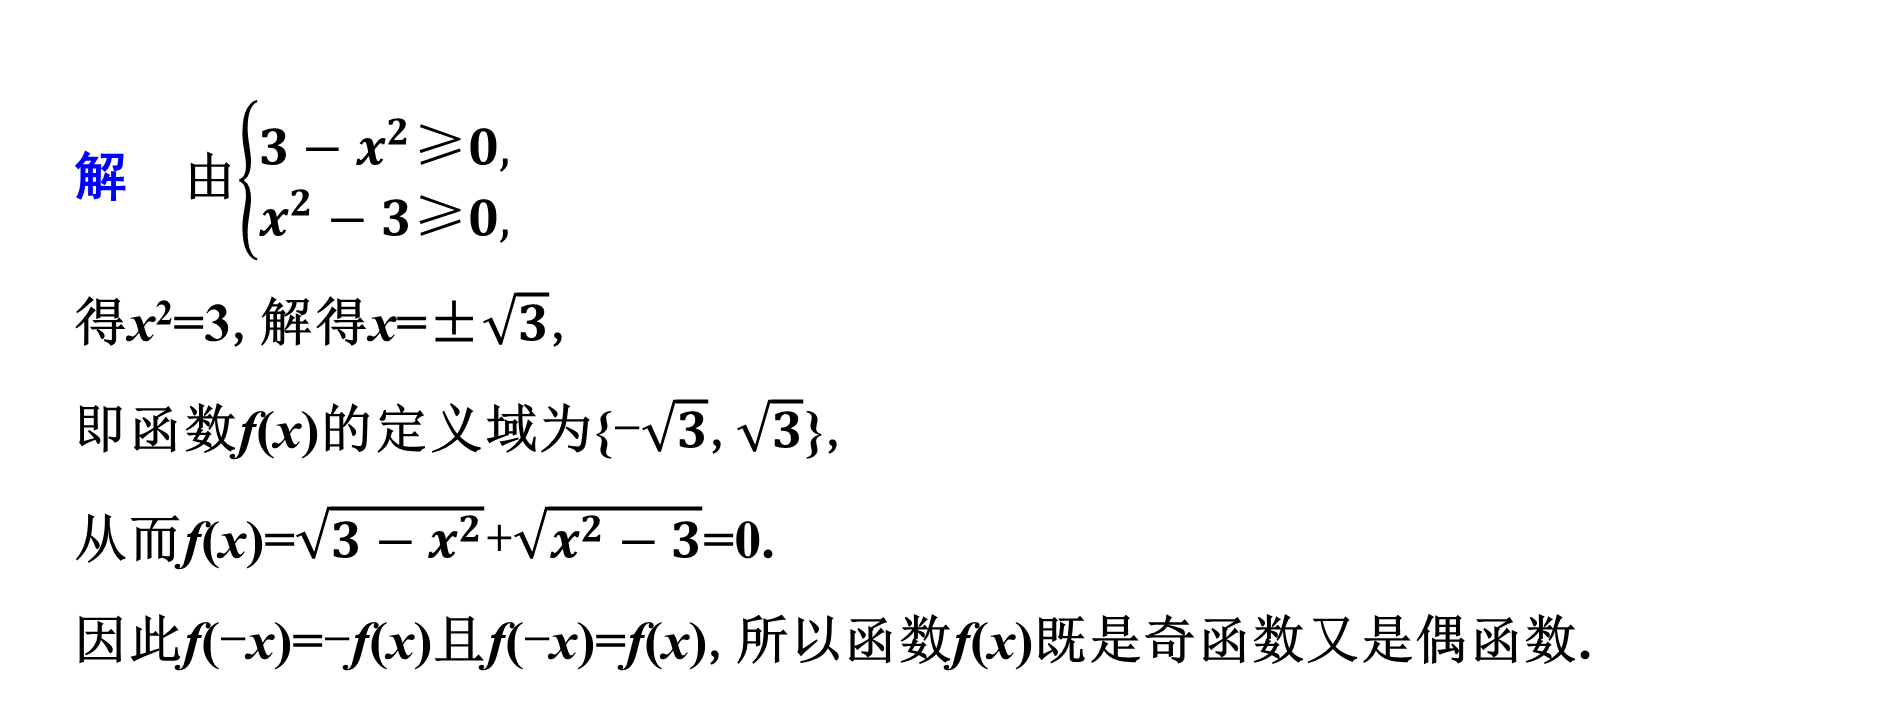 解 由{3－x²⩾0,
x²－3⩾0,
得x²=3, 解得x=±√3,
即函数f(x)的定义域为{-√3, √3},
从而f(x)=√(3－x²)+√(x²－3)=0.
因此f(-x)=-f(x)且f(-x)=f(x), 所以函数f(x)既是奇函数又是偶函数.